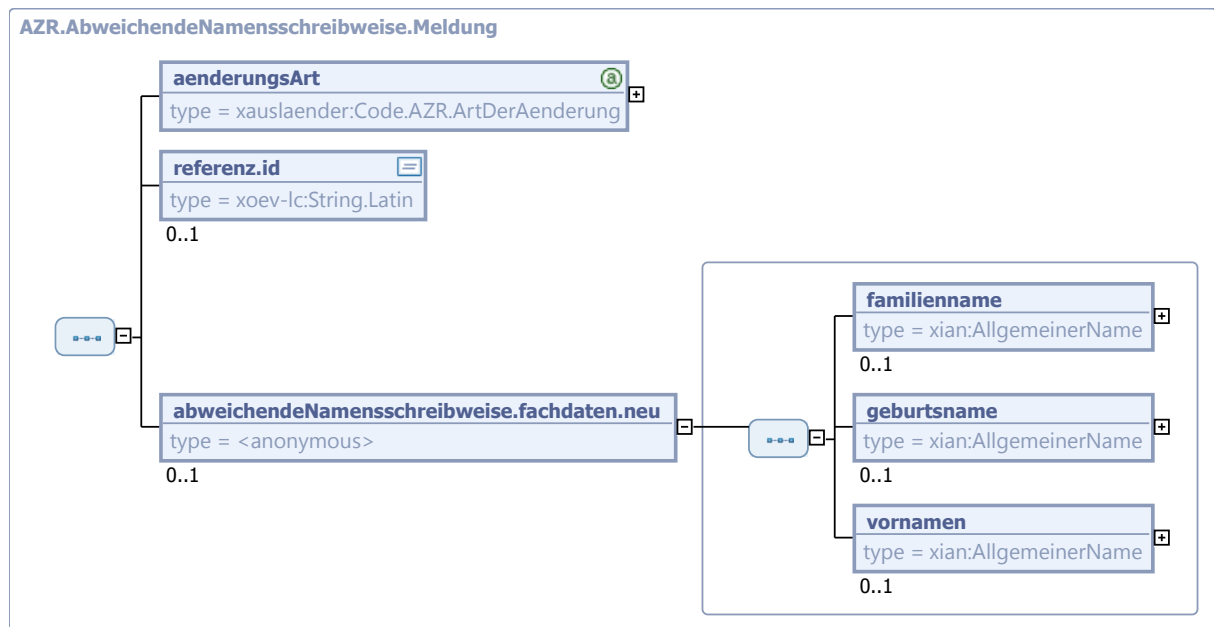 AZR.AbweichendeNamensschreibweise.Meldung
aenderungsArt
type = xauslaender:Code.AZR.ArtDerAenderung
referenz.id
type = xoev-lc:String.Latin
0..1
abweichendeNamensschreibweise.fachdaten.neu
type = <anonymous>
0..1
familienname
type = xian:AllgemeinerName
0..1
geburtsname
type = xian:AllgemeinerName
0..1
vornamen
type = xian:AllgemeinerName
0..1